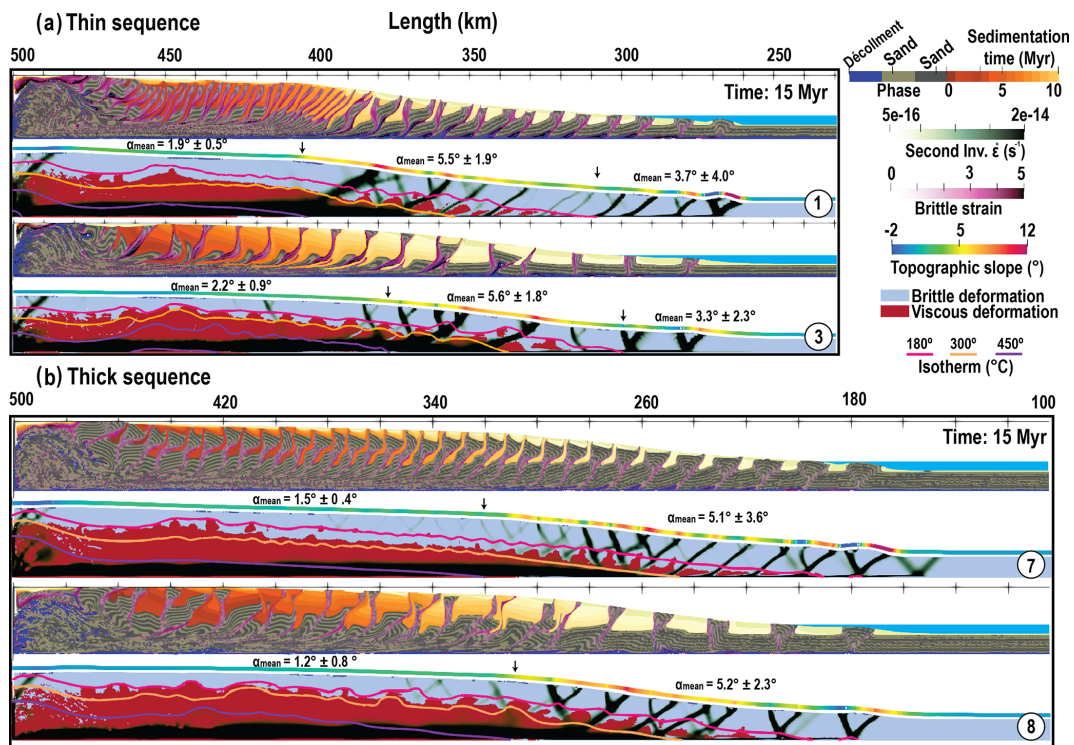 (a) Thin sequence
Length (km)
500 450 400 350 300 250
Time: 15 Myr
αmean = 1.9° ± 0.5°
αmean = 5.5° ± 1.9°
αmean = 3.7° ± 4.0°
1
αmean = 2.2° ± 0.9°
αmean = 5.6° ± 1.8°
αmean = 3.3° ± 2.3°
3
Décollment
Sand
Sand
Sedimentation
time (Myr)
Phase 0 5 10
5e-16 2e-14
Second Inv. ε̇ (s⁻¹)
0 3 5
Brittle strain
-2 5 12
Topographic slope (°)
Brittle deformation
Viscous deformation
180º 300º 450º
Isotherm (°C)
(b) Thick sequence
500 420 340 260 180 100
Time: 15 Myr
αmean = 1.5° ± 0 .4°
αmean = 5.1° ± 3.6°
7
αmean = 1.2° ± 0.8 °
αmean = 5.2° ± 2.3°
8